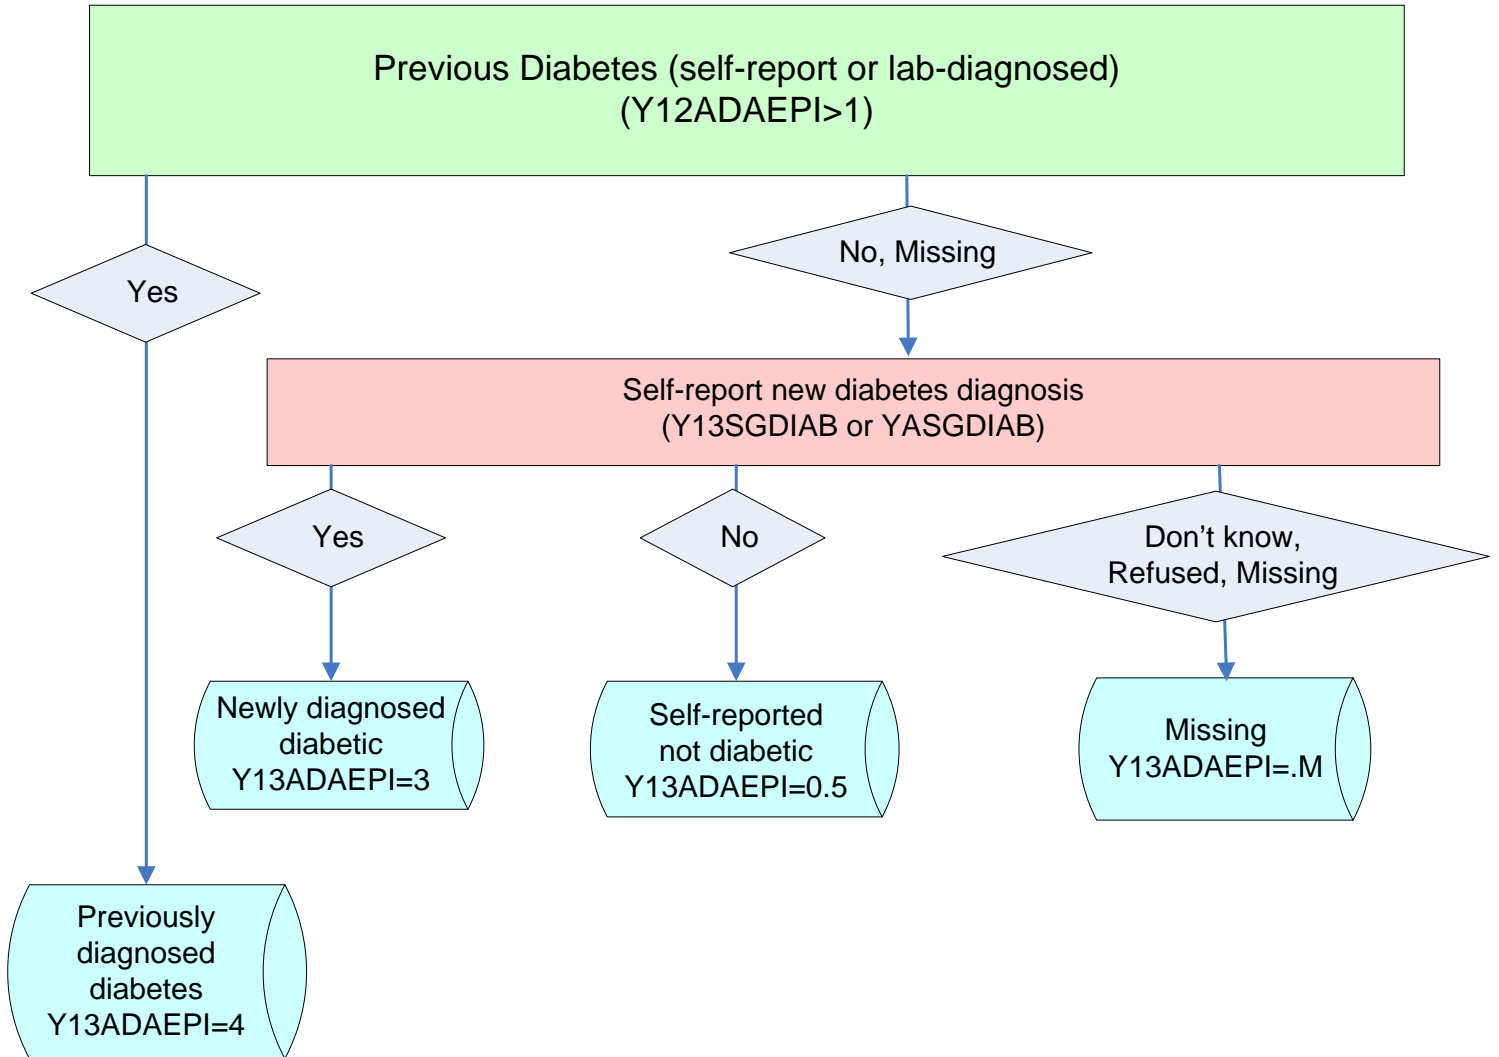 Previous Diabetes (self-report or lab-diagnosed)
(Y12ADAEPI>1)
Yes
No, Missing
Self-report new diabetes diagnosis
(Y13SGDIAB or YASGDIAB)
Yes
No
Don’t know,
Refused, Missing
Newly diagnosed
diabetic
Y13ADAEPI=3
Self-reported
not diabetic
Y13ADAEPI=0.5
Missing
Y13ADAEPI=.M
Previously
diagnosed
diabetes
Y13ADAEPI=4